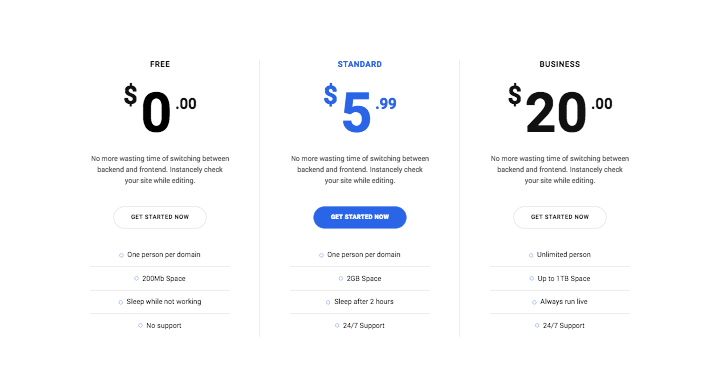 FREE
$0.00
No more wasting time of switching between
backend and frontend. Instancely check
your site while editing.
GET STARTED NOW
One person per domain
200Mb Space
Sleep while not working
No support
STANDARD
$5.99
No more wasting time of switching between
backend and frontend. Instancely check
your site while editing.
GET STARTED NOW
One person per domain
2GB Space
Sleep after 2 hours
24/7 Support
BUSINESS
$20.00
No more wasting time of switching between
backend and frontend. Instancely check
your site while editing.
GET STARTED NOW
Unlimited person
Up to 1TB Space
Always run live
24/7 Support